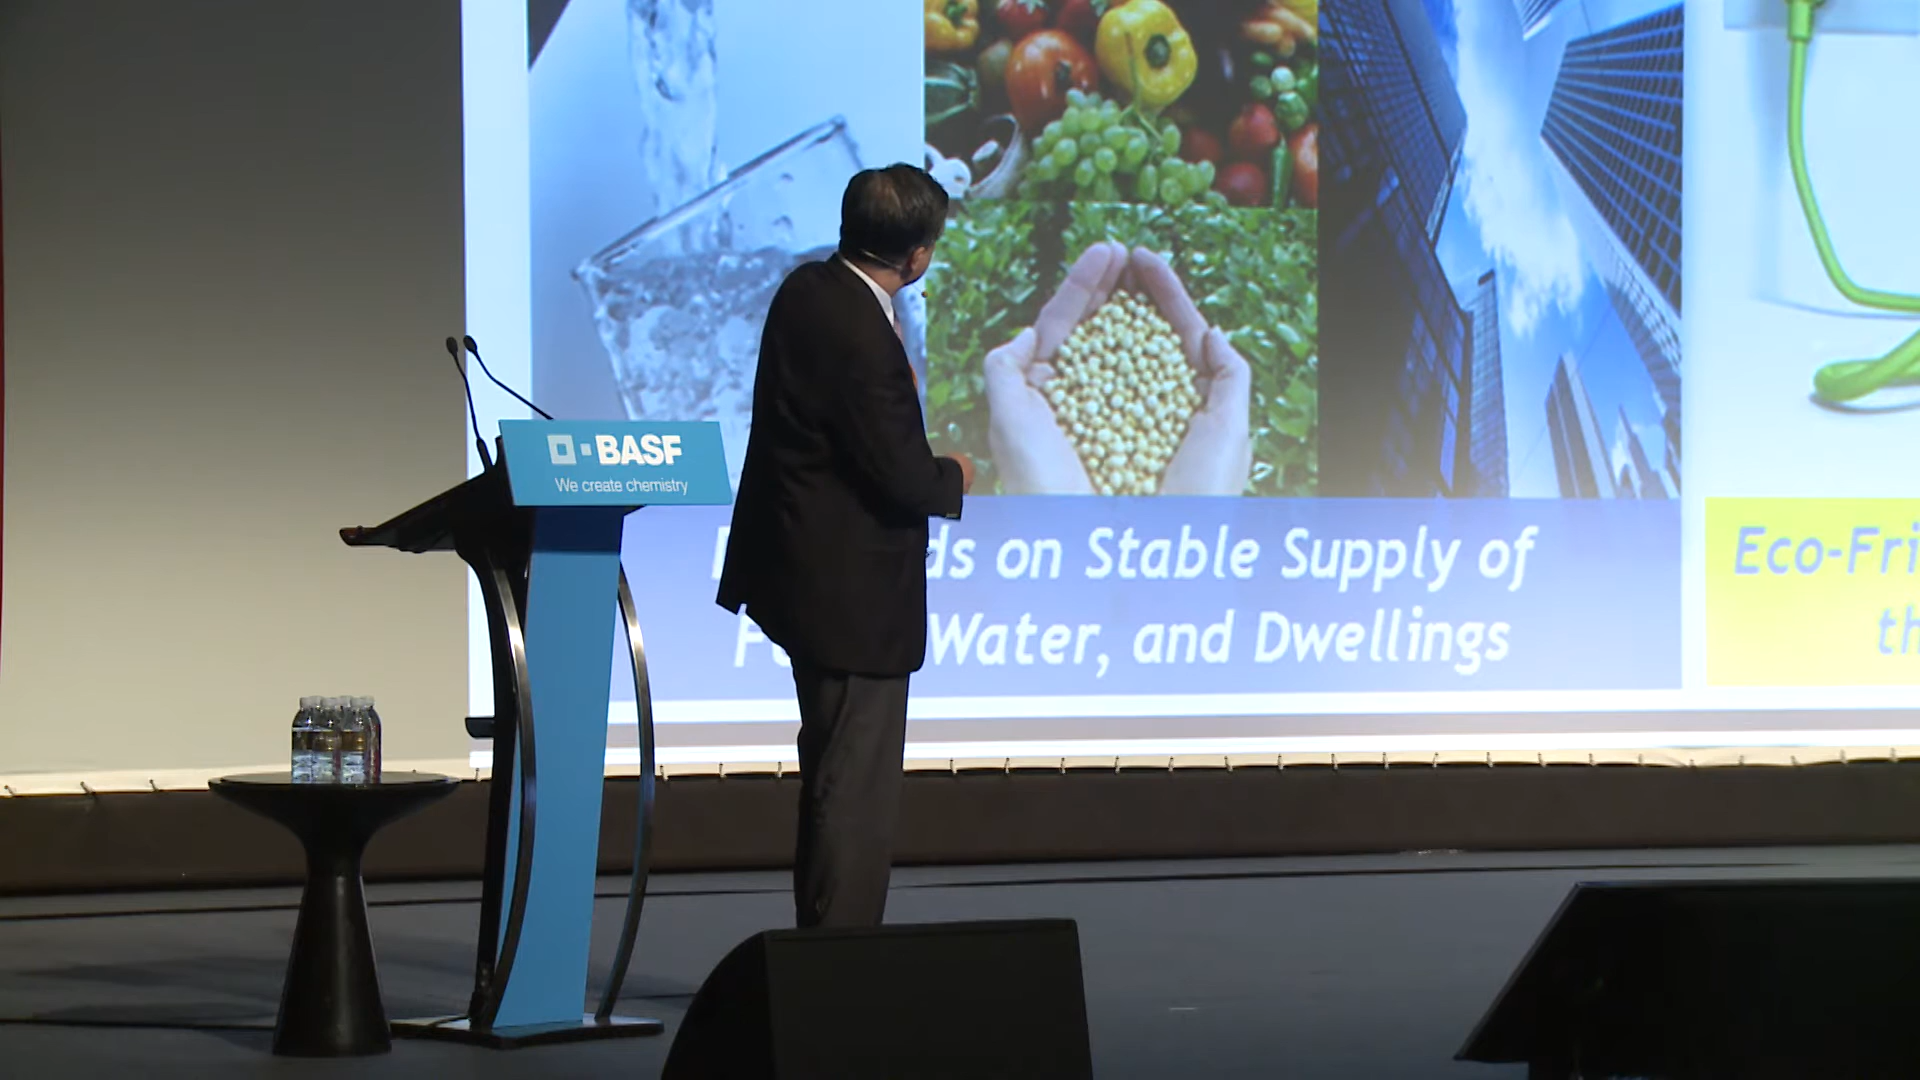 BASF
We create chemistry
ds on Stable Supply of
Water, and Dwellings
Eco-Fri
th